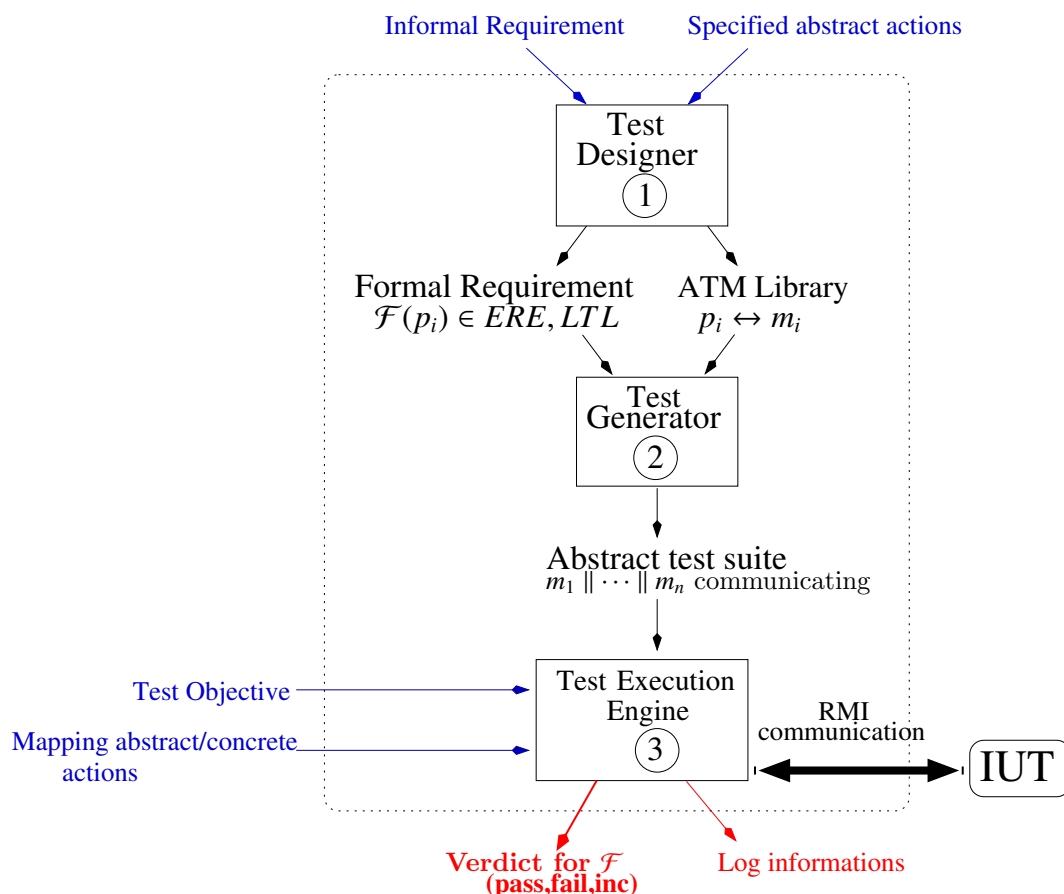 Informal Requirement
Specified abstract actions
Test
Designer
1
Formal Requirement
ℱ(pᵢ) ∈ ERE, LTL
ATM Library
pᵢ ↔ mᵢ
Test
Generator
2
Abstract test suite
m₁ ∥ ⋯ ∥ mₙ communicating
Test Objective
Mapping abstract/concrete
actions
Test Execution
Engine
3
RMI
communication
IUT
Verdict for ℱ
(pass,fail,inc)
Log informations